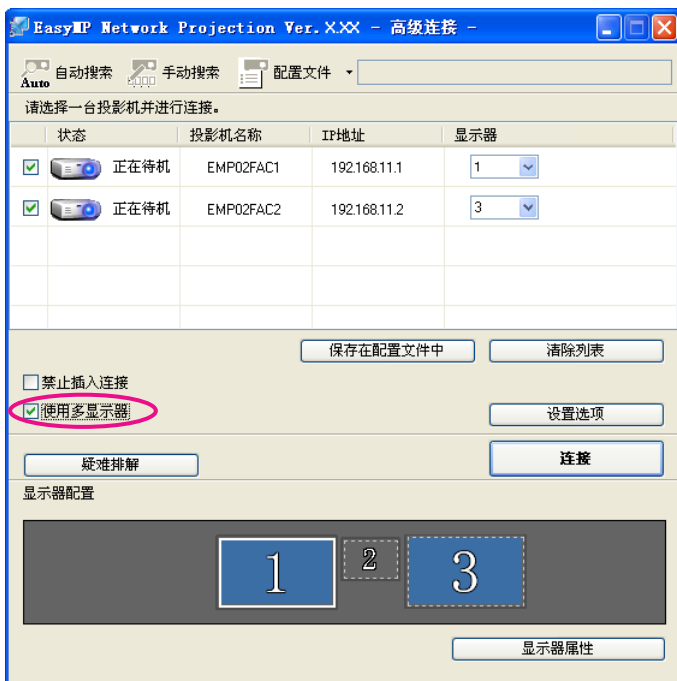 EasyMP Network Projection Ver.X.XX - 高级连接 -
Auto 自动搜索 手动搜索 配置文件
请选择一台投影机并进行连接。
状态 投影机名称 IP地址 显示器
正在待机 EMP02FAC1 192.168.11.1 1
正在待机 EMP02FAC2 192.168.11.2 3
保存在配置文件中 清除列表
禁止插入连接
使用多显示器 设置选项
疑难排解 连接
显示器配置
1 2 3
显示器属性